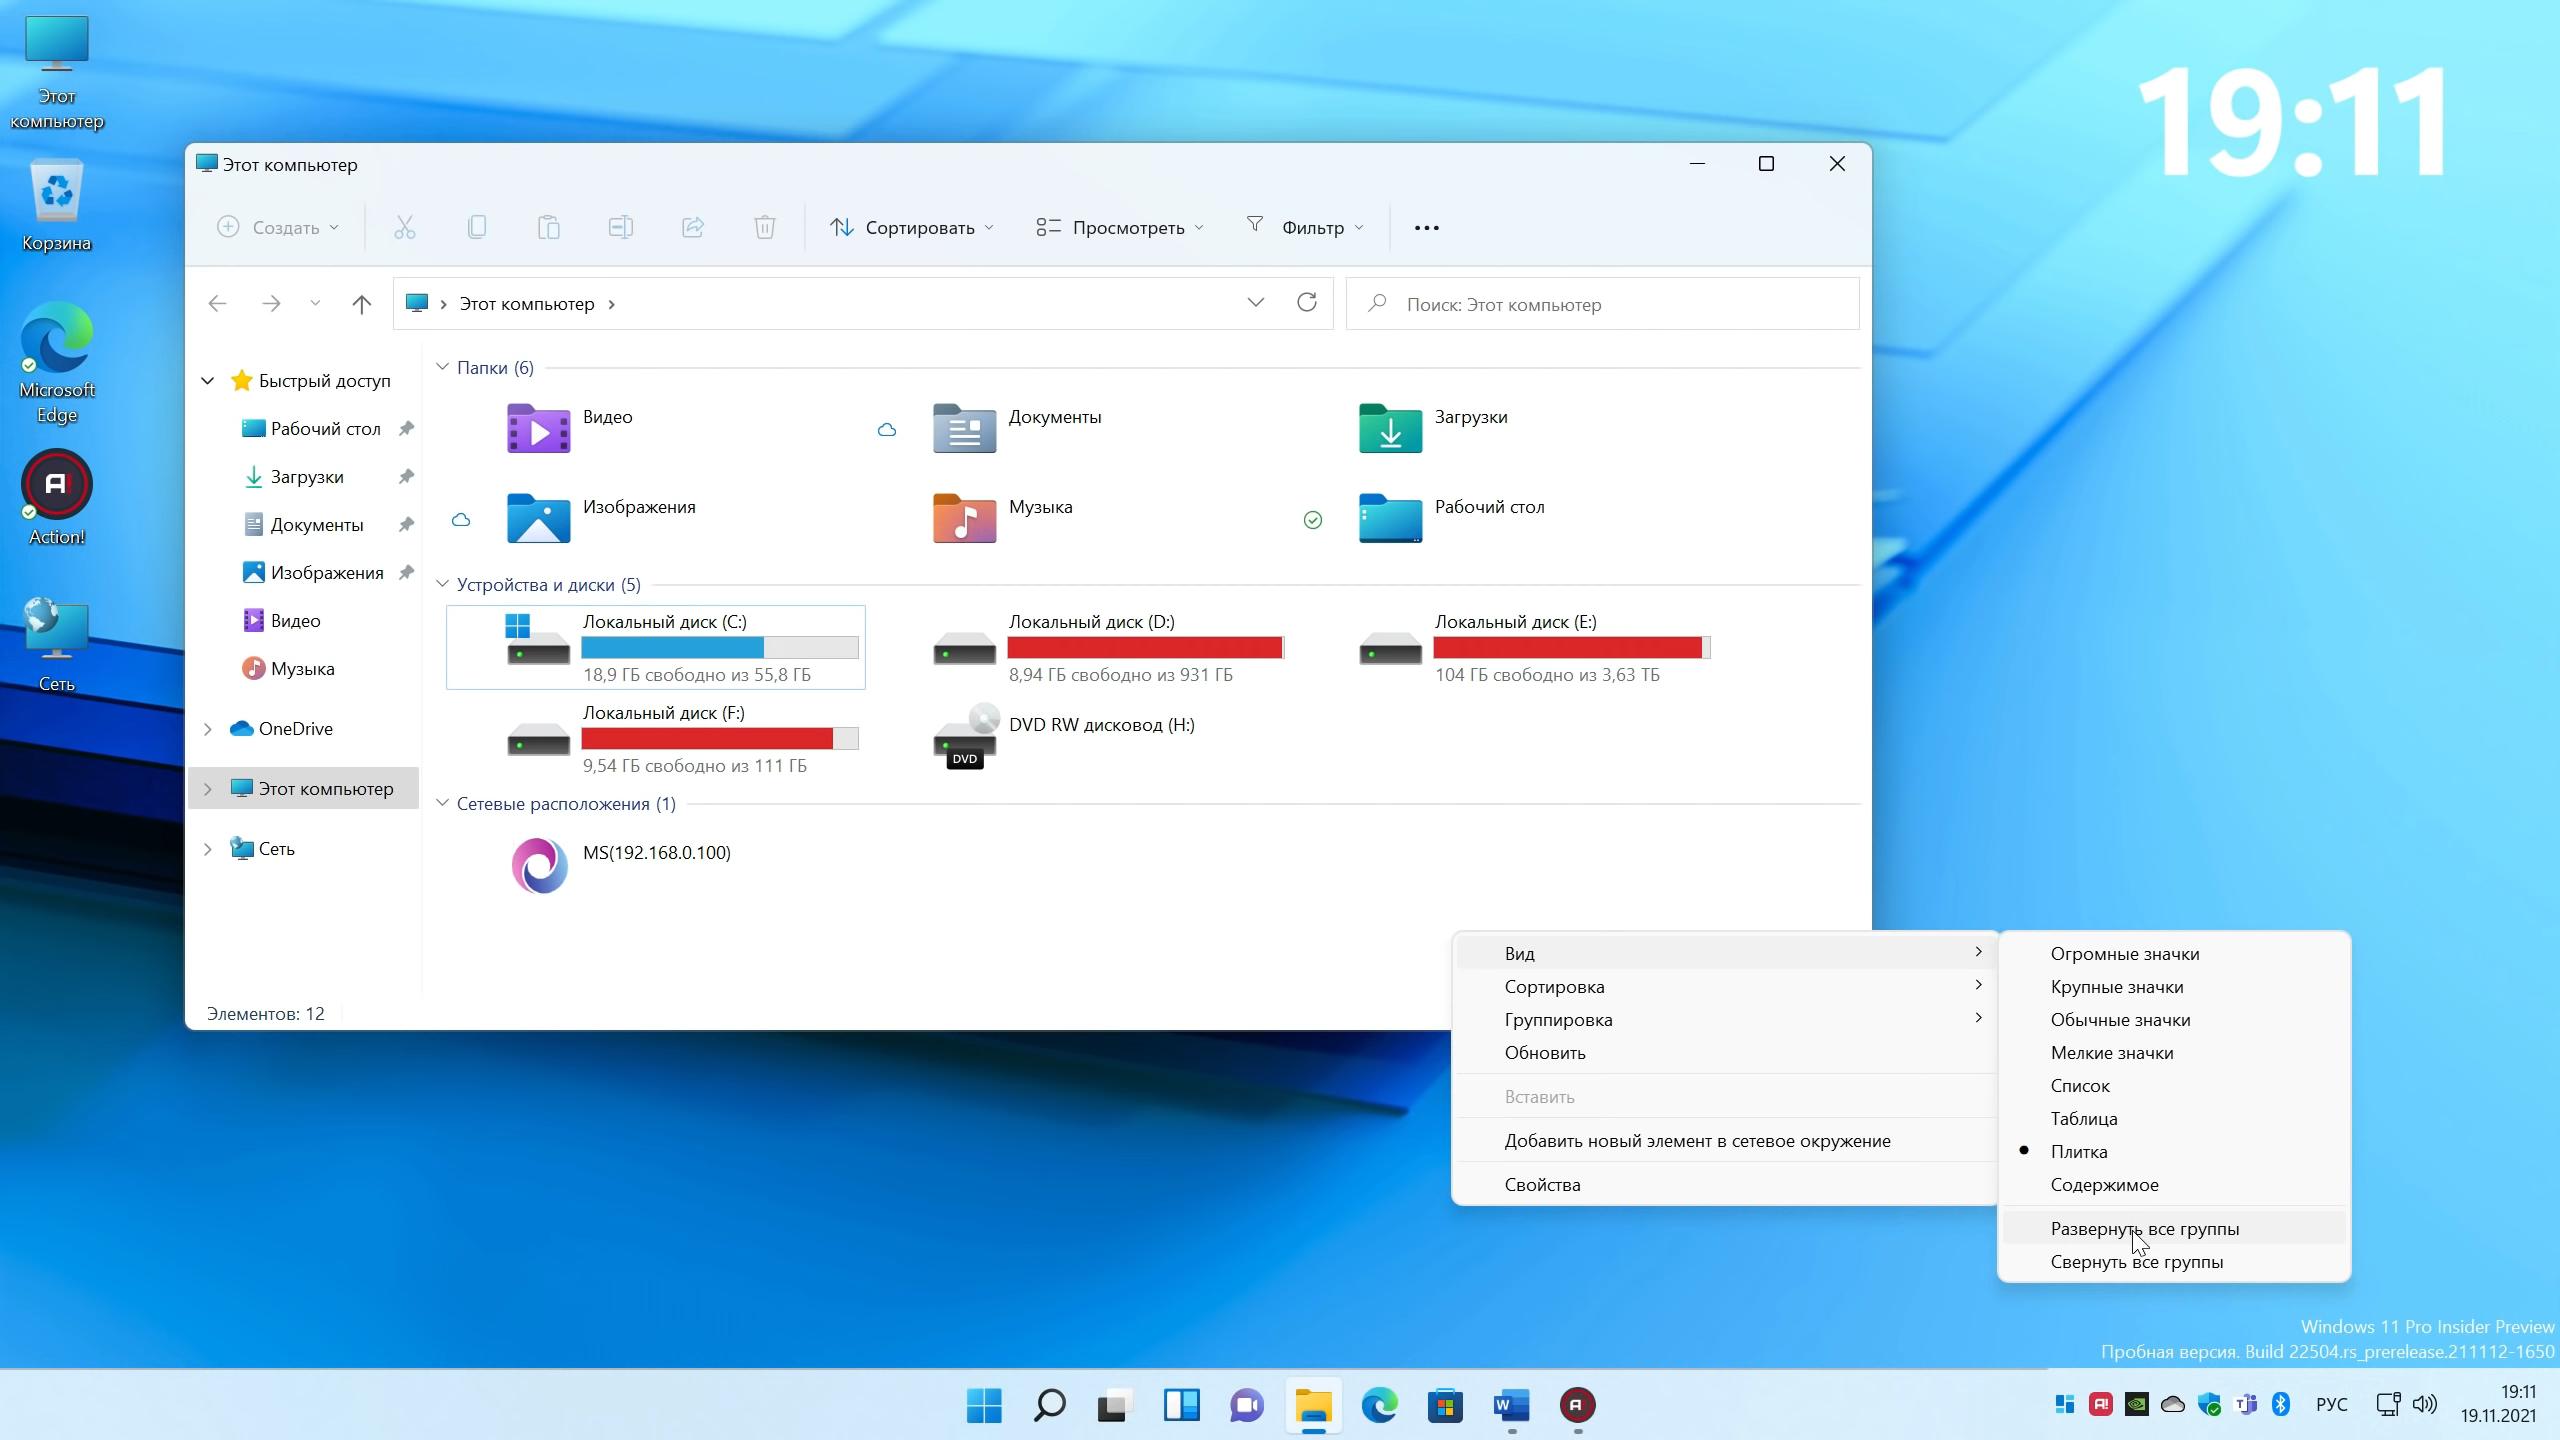 Этот
компьютер
Корзина
Microsoft
Edge
Action!
Сеть
19:11
Этот компьютер
Создать
Сортировать
Просмотреть
Фильтр
Этот компьютер
Поиск: Этот компьютер
Быстрый доступ
Рабочий стол
Загрузки
Документы
Изображения
Видео
Музыка
OneDrive
Этот компьютер
Сеть
Папки (6)
Видео
Документы
Загрузки
Изображения
Музыка
Рабочий стол
Устройства и диски (5)
Локальный диск (C:)
18,9 ГБ свободно из 55,8 ГБ
Локальный диск (D:)
8,94 ГБ свободно из 931 ГБ
Локальный диск (E:)
104 ГБ свободно из 3,63 ТБ
Локальный диск (F:)
9,54 ГБ свободно из 111 ГБ
DVD RW дисковод (H:)
DVD
Сетевые расположения (1)
MS(192.168.0.100)
Элементов: 12
Вид
Сортировка
Группировка
Обновить
Вставить
Добавить новый элемент в сетевое окружение
Свойства
Огромные значки
Крупные значки
Обычные значки
Мелкие значки
Список
Таблица
Плитка
Содержимое
Развернуть все группы
Свернуть все группы
Windows 11 Pro Insider Preview
Пробная версия. Build 22504.rs_prerelease.211112-1650
РУС
19:11
19.11.2021